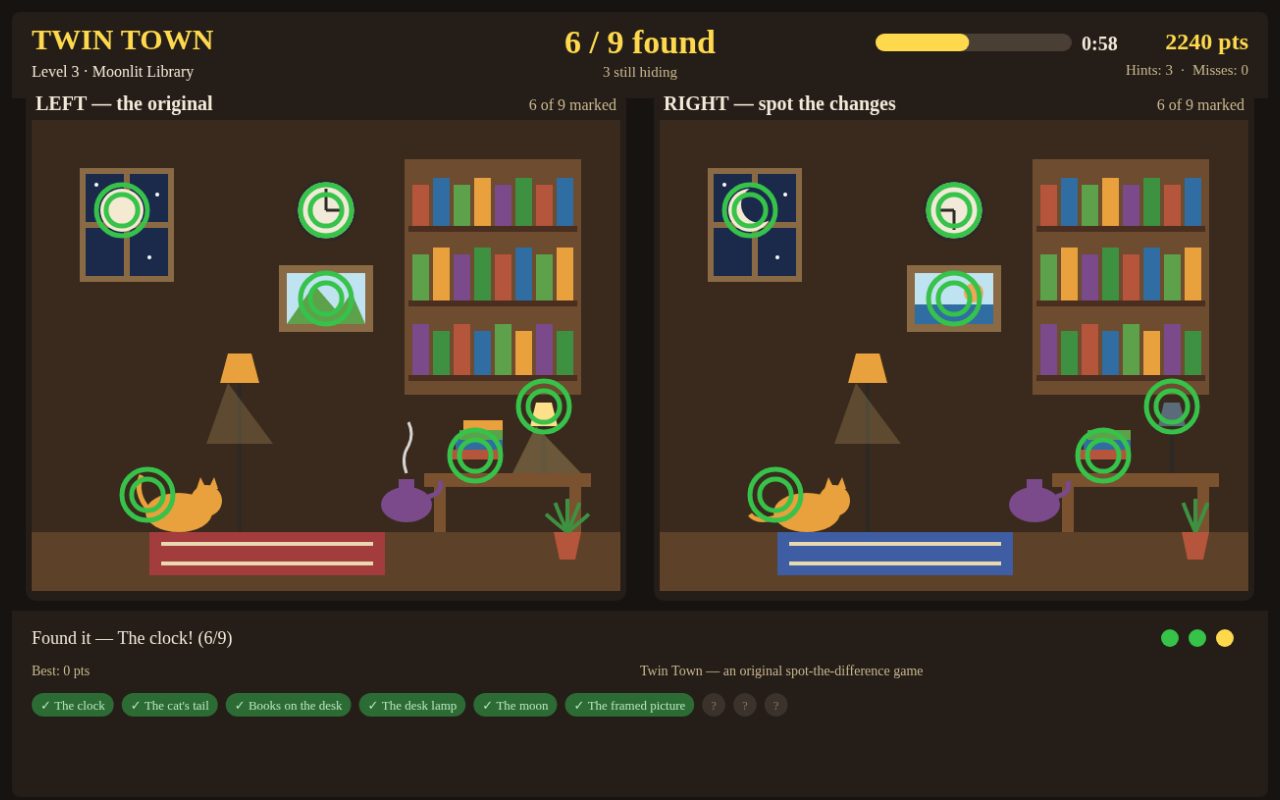 TWIN TOWN
Level 3 · Moonlit Library
6 / 9 found
3 still hiding
0:58
2240 pts
Hints: 3 · Misses: 0
LEFT — the original
6 of 9 marked
RIGHT — spot the changes
6 of 9 marked
Found it — The clock! (6/9)
Best: 0 pts
Twin Town — an original spot-the-difference game
✓ The clock ✓ The cat's tail ✓ Books on the desk ✓ The desk lamp ✓ The moon ✓ The framed picture ? ? ?